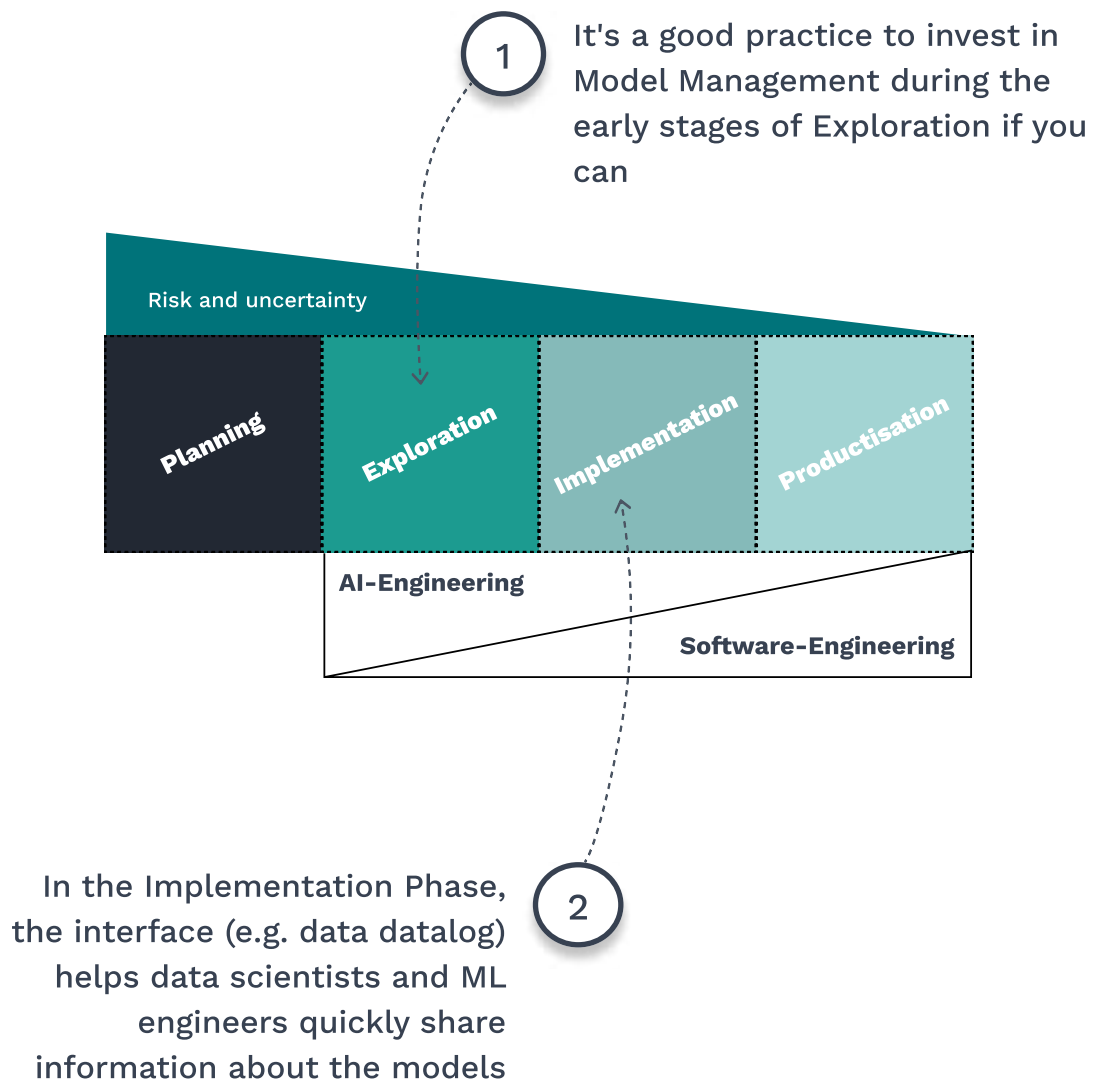 1
It's a good practice to invest in
Model Management during the
early stages of Exploration if you
can
Risk and uncertainty
Planning
Exploration
Implementation
Productisation
AI-Engineering
Software-Engineering
2
In the Implementation Phase,
the interface (e.g. data datalog)
helps data scientists and ML
engineers quickly share
information about the models